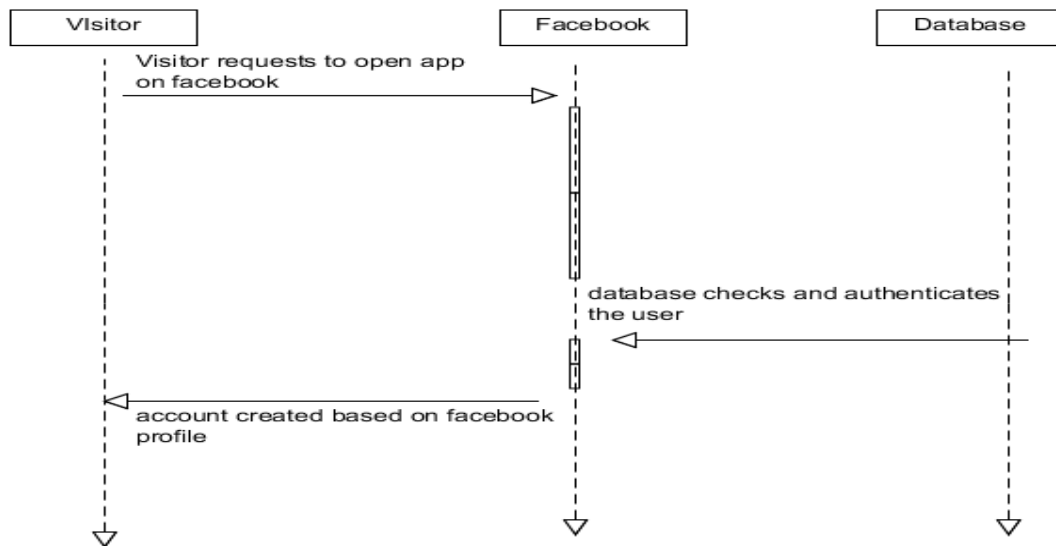 VIsitor
Facebook
Database
Visitor requests to open app
on facebook
database checks and authenticates
the user
account created based on facebook
profile